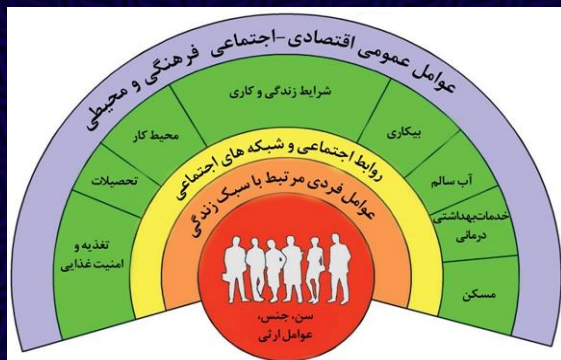 عوامل عمومی اقتصادی-اجتماعی فرهنگی و محیطی
شرایط زندگی و کاری
بیکاری
محیط کار
آب سالم
تحصیلات
خدمات بهداشتی
درمانی
تغذیه و
امنیت غذایی
مسکن
روابط اجتماعی و شبکه های اجتماعی
عوامل فردی مرتبط با سبک زندگی
سن، جنس،
عوامل ارثی